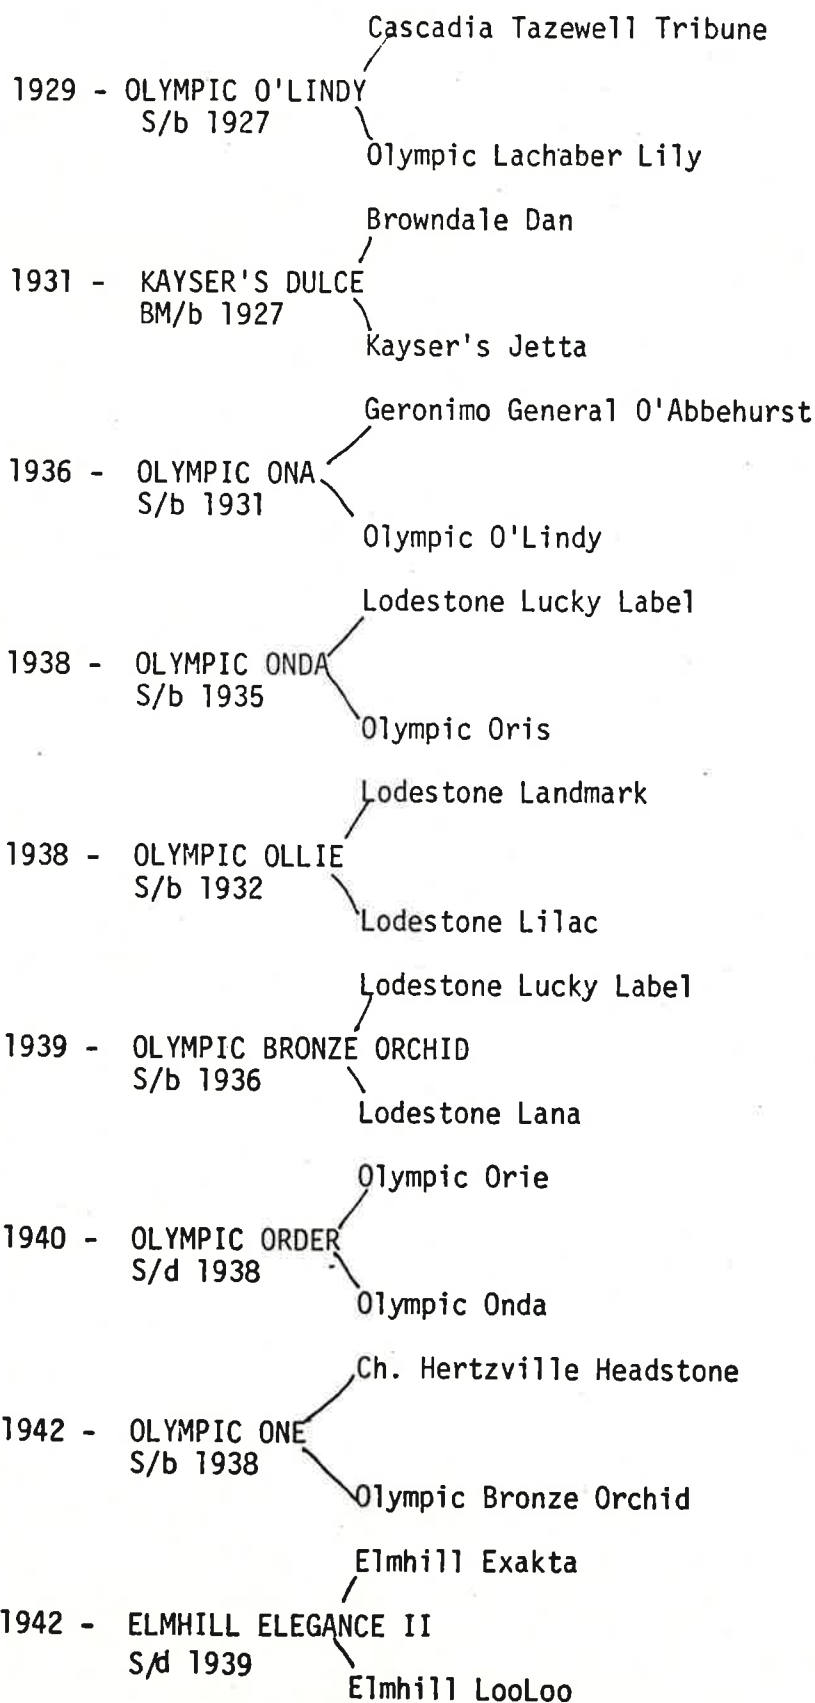 Cascadia Tazewell Tribune
1929 - OLYMPIC O'LINDY
S/b 1927
Olympic Lachaber Lily
Browndale Dan
1931 - KAYSER'S DULCE
BM/b 1927
Kayser's Jetta
Geronimo General O'Abbehurst
1936 - OLYMPIC ONA
S/b 1931
Olympic O'Lindy
Lodestone Lucky Label
1938 - OLYMPIC ONDA
S/b 1935
Olympic Oris
Lodestone Landmark
1938 - OLYMPIC OLLIE
S/b 1932
Lodestone Lilac
Lodestone Lucky Label
1939 - OLYMPIC BRONZE ORCHID
S/b 1936
Lodestone Lana
Olympic Orie
1940 - OLYMPIC ORDER
S/d 1938
Olympic Onda
Ch. Hertzville Headstone
1942 - OLYMPIC ONE
S/b 1938
Olympic Bronze Orchid
Elmhill Exakta
1942 - ELMHILL ELEGANCE II
S/d 1939
Elmhill LooLoo